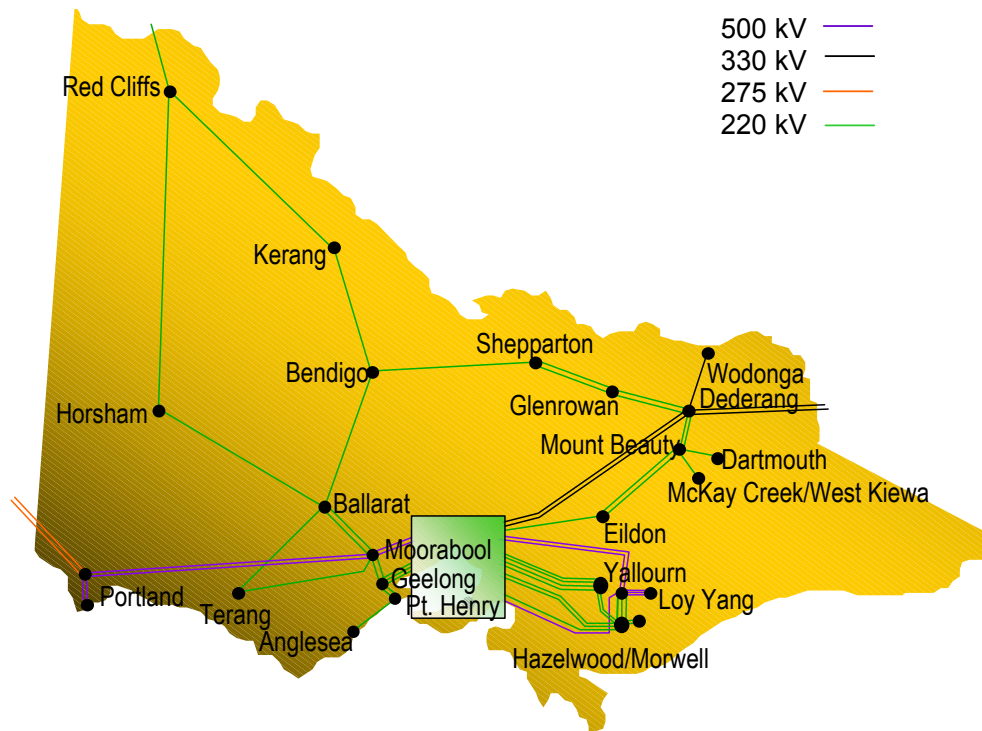 500 kV
330 kV
275 kV
220 kV
Red Cliffs
Kerang
Shepparton
Bendigo
Wodonga
Glenrowan
Dederang
Horsham
Mount Beauty
Dartmouth
McKay Creek/West Kiewa
Ballarat
Eildon
Moorabool
Geelong
Yallourn
Portland
Terang
Pt. Henry
Loy Yang
Anglesea
Hazelwood/Morwell